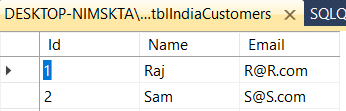 DESKTOP-NIMSKTA\...tblIndiaCustomers SQLQ
Id Name Email
1 Raj R@R.com
2 Sam S@S.com